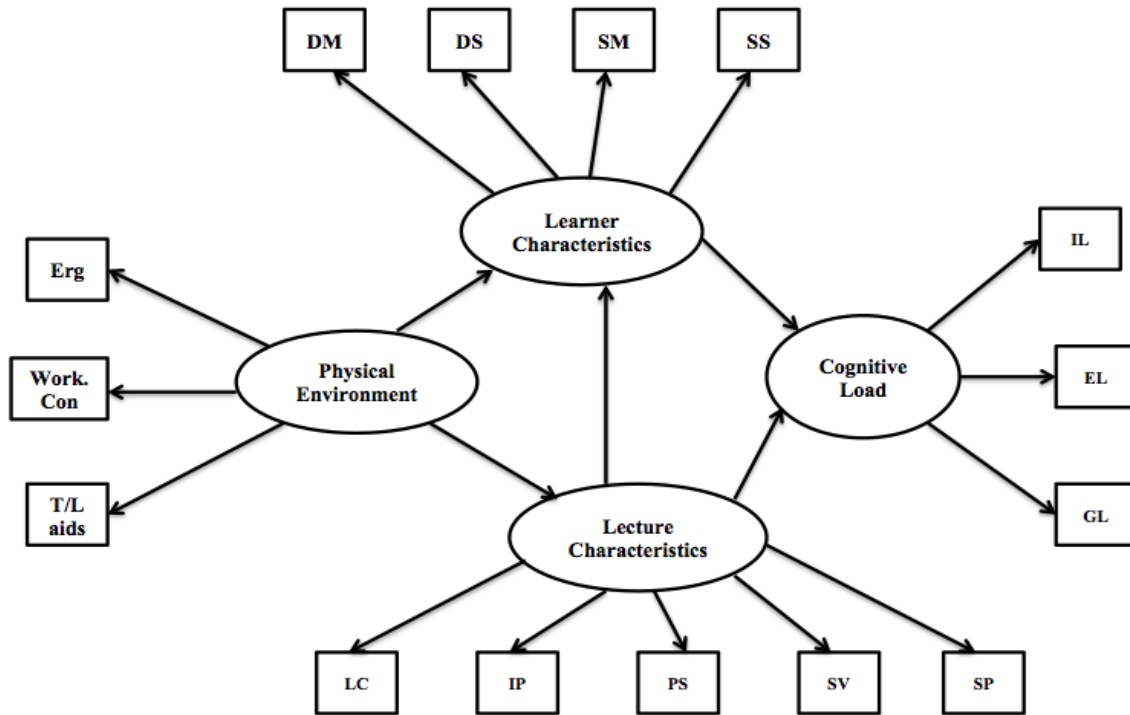 DM
DS
SM
SS
Learner
Characteristics
IL
Erg
Physical
Environment
Cognitive
Load
Work.
Con
EL
T/L
aids
GL
Lecture
Characteristics
LC
IP
PS
SV
SP